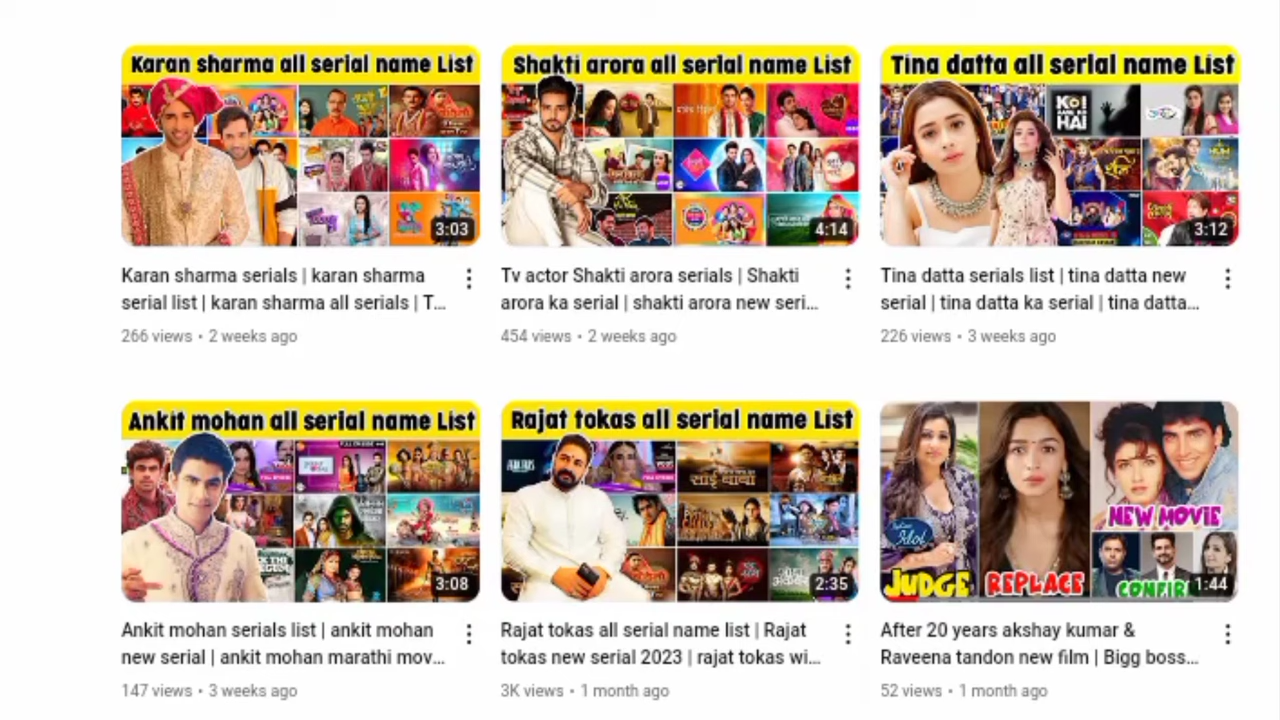 Karan sharma all serial name List
Shakti arora all serial name List
Tina datta all serial name List
KOI
HAI
3:03
4:14
3:12
Karan sharma serials | karan sharma
serial list | karan sharma all serials | T...
266 views • 2 weeks ago
Tv actor Shakti arora serials | Shakti
arora ka serial | shakti arora new seri...
454 views • 2 weeks ago
Tina datta serials list | tina datta new
serial | tina datta ka serial | tina datta...
226 views • 3 weeks ago
Ankit mohan all serial name List
Rajat tokas all serial name List
साई बाबा
NEW MOVIE
Idol
JUDGE
REPLACE
3:08
2:35
1:44
Ankit mohan serials list | ankit mohan
new serial | ankit mohan marathi mov...
147 views • 3 weeks ago
Rajat tokas all serial name list | Rajat
tokas new serial 2023 | rajat tokas wi...
3K views • 1 month ago
After 20 years akshay kumar &
Raveena tandon new film | Bigg boss...
52 views • 1 month ago